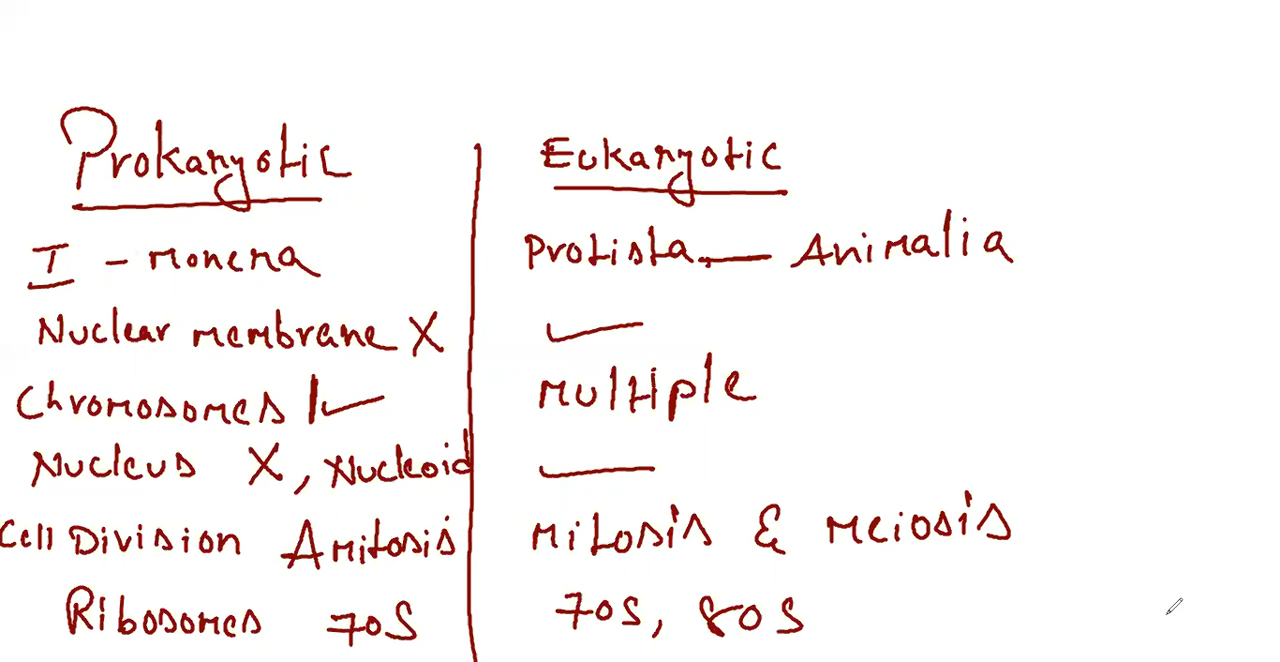 Prokaryotic Eukaryotic
I - Monera Protista - Animalia
Nuclear membrane X ✓
Chromosomes 1 ✓ Multiple
Nucleus X, Nucleoid ✓
Cell Division Amitosis Mitosis & Meiosis
Ribosomes 70S 70S, 80S